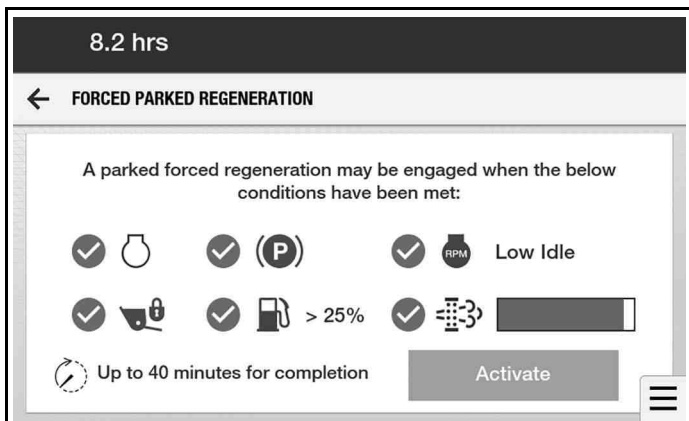 8.2 hrs
FORCED PARKED REGENERATION
A parked forced regeneration may be engaged when the below
conditions have been met:
P
RPM Low Idle
> 25%
Up to 40 minutes for completion
Activate